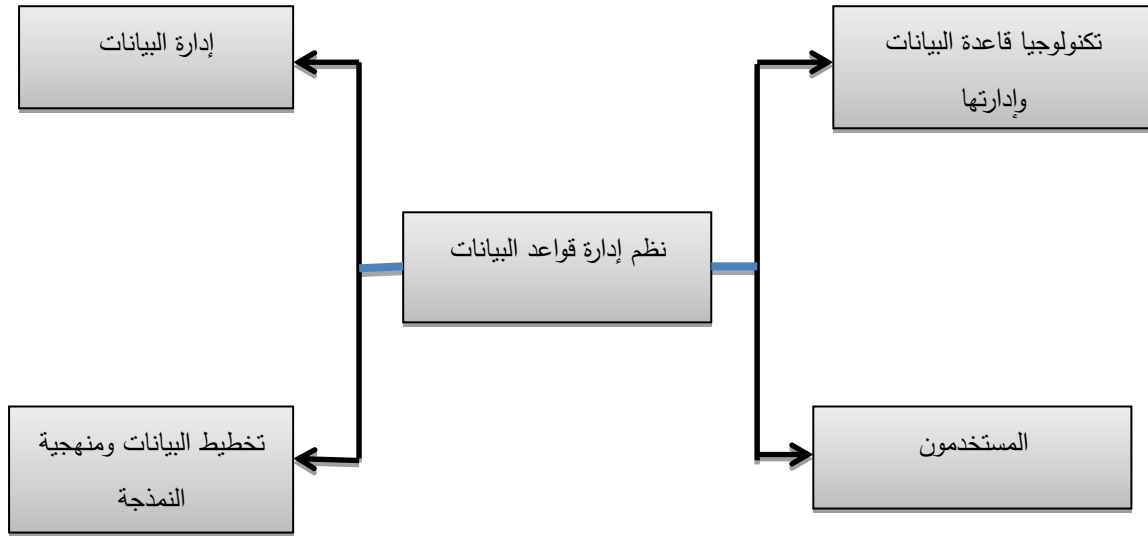 تكنولوجيا قاعدة البيانات
وإدارتها
إدارة البيانات
نظم إدارة قواعد البيانات
المستخدمون
تخطيط البيانات ومنهجية
النمذجة